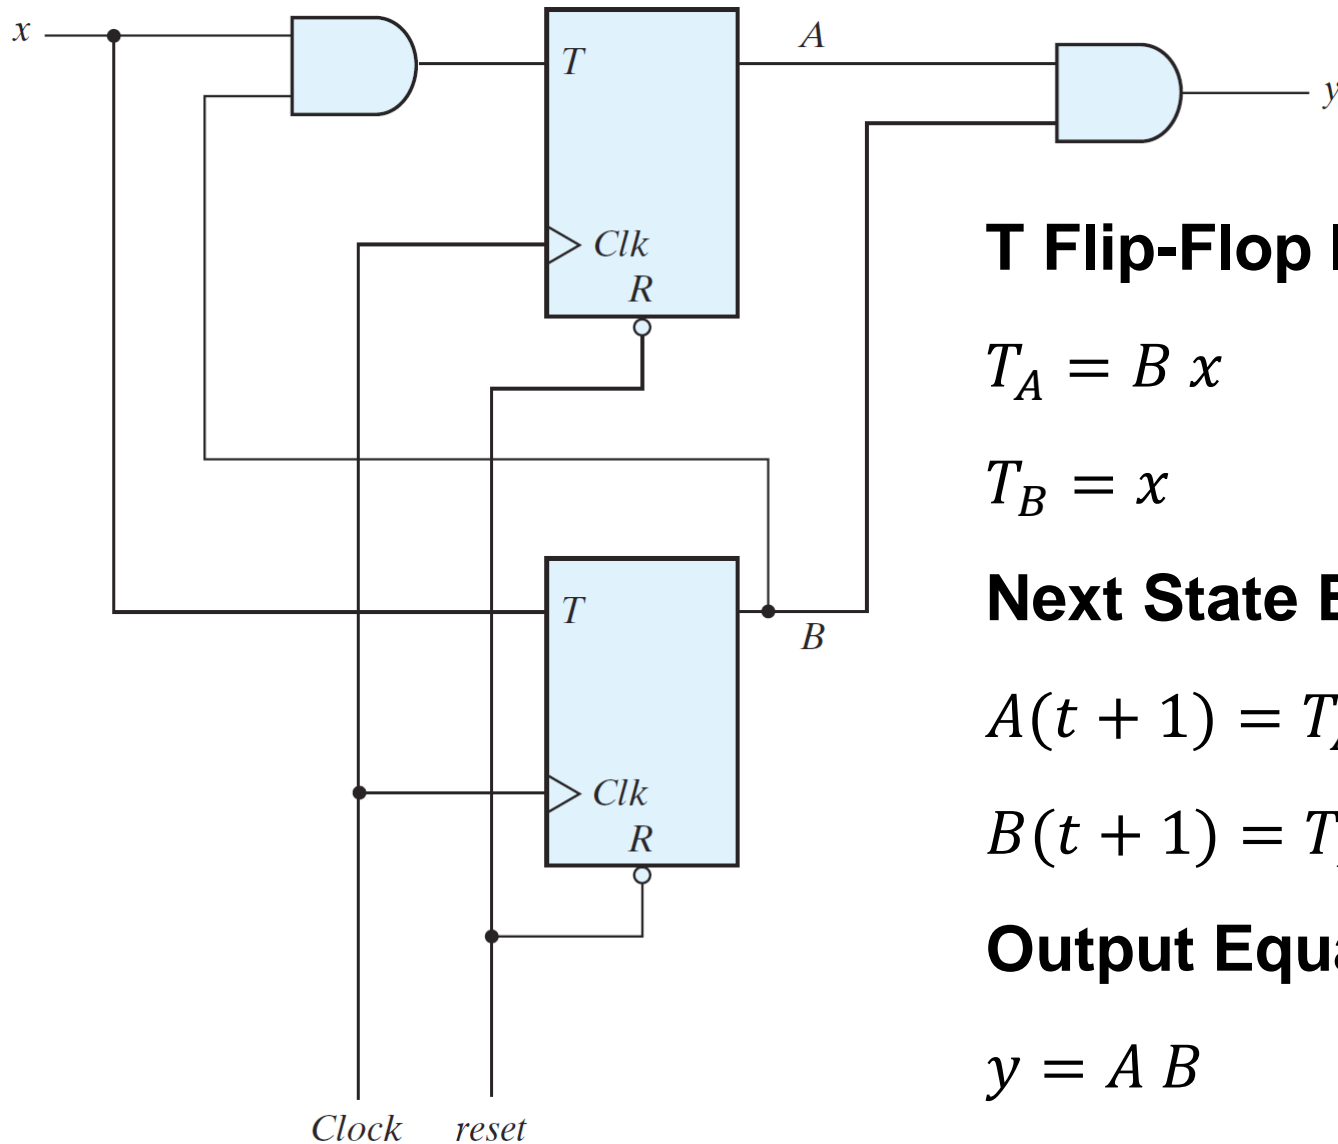 x
T
A
y
Clk
R
T Flip-Flop
T_A = B x
T_B = x
T
B
Next State
A(t + 1) = T
Clk
R
B(t + 1) = T
Output Equa
y = A B
Clock reset